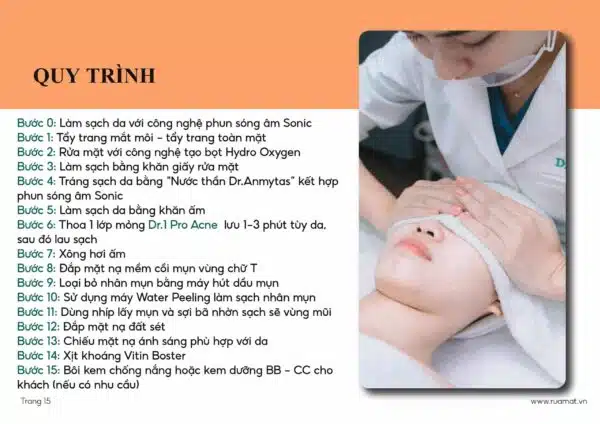 QUY TRÌNH
Bước 0: Làm sạch da với công nghệ phun sóng âm Sonic
Bước 1: Tẩy trang mắt môi – tẩy trang toàn mặt
Bước 2: Rửa mặt với công nghệ tạo bọt Hydro Oxygen
Bước 3: Làm sạch bằng khăn giấy rửa mặt
Bước 4: Tráng sạch da bằng "Nước thần Dr.Anmytas" kết hợp
phun sóng âm Sonic
Bước 5: Làm sạch da bằng khăn ấm
Bước 6: Thoa 1 lớp mỏng Dr.1 Pro Acne lưu 1-3 phút tùy da,
sau đó lau sạch
Bước 7: Xông hơi ấm
Bước 8: Đắp mặt nạ mềm cồi mụn vùng chữ T
Bước 9: Loại bỏ nhân mụn bằng máy hút dầu mụn
Bước 10: Sử dụng máy Water Peeling làm sạch nhân mụn
Bước 11: Dùng nhíp lấy mụn và sợi bã nhờn sạch sẽ vùng mũi
Bước 12: Đắp mặt nạ đất sét
Bước 13: Chiếu mặt nạ ánh sáng phù hợp với da
Bước 14: Xịt khoáng Vitin Boster
Bước 15: Bôi kem chống nắng hoặc kem dưỡng BB – CC cho
khách (nếu có nhu cầu)
Trang 15
www.ruamat.vn